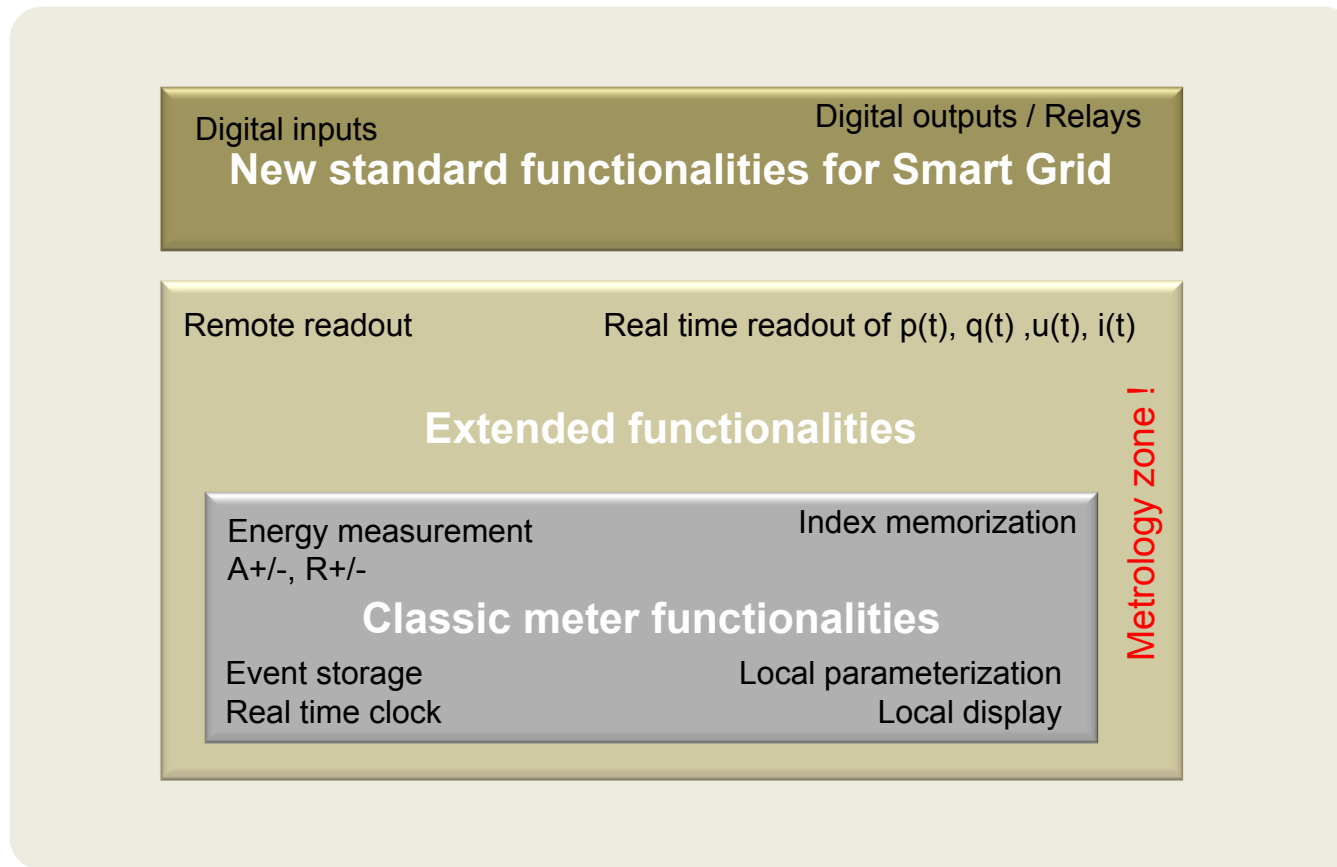 Digital inputs
Digital outputs / Relays
New standard functionalities for Smart Grid
Remote readout
Real time readout of p(t), q(t) ,u(t), i(t)
Extended functionalities
Metrology zone !
Energy measurement
A+/-, R+/-
Index memorization
Classic meter functionalities
Event storage
Real time clock
Local parameterization
Local display